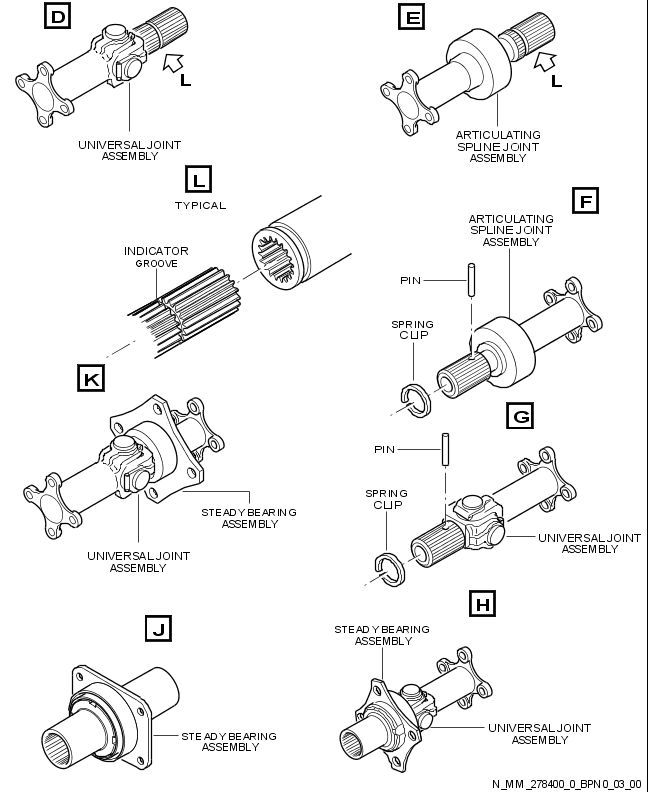 D
L
UNIVERSAL JOINT
ASSEMBLY
E
L
ARTICULATING
SPLINE JOINT
ASSEMBLY
L
TYPICAL
INDICATOR
GROOVE
F
ARTICULATING
SPLINE JOINT
ASSEMBLY
PIN
SPRING
CLIP
K
STEADY BEARING
ASSEMBLY
UNIVERSAL JOINT
ASSEMBLY
G
PIN
SPRING
CLIP
UNIVERSAL JOINT
ASSEMBLY
J
STEADY BEARING
ASSEMBLY
H
STEADY BEARING
ASSEMBLY
UNIVERSAL JOINT
ASSEMBLY
N_MM_278400_0_BPN0_03_00